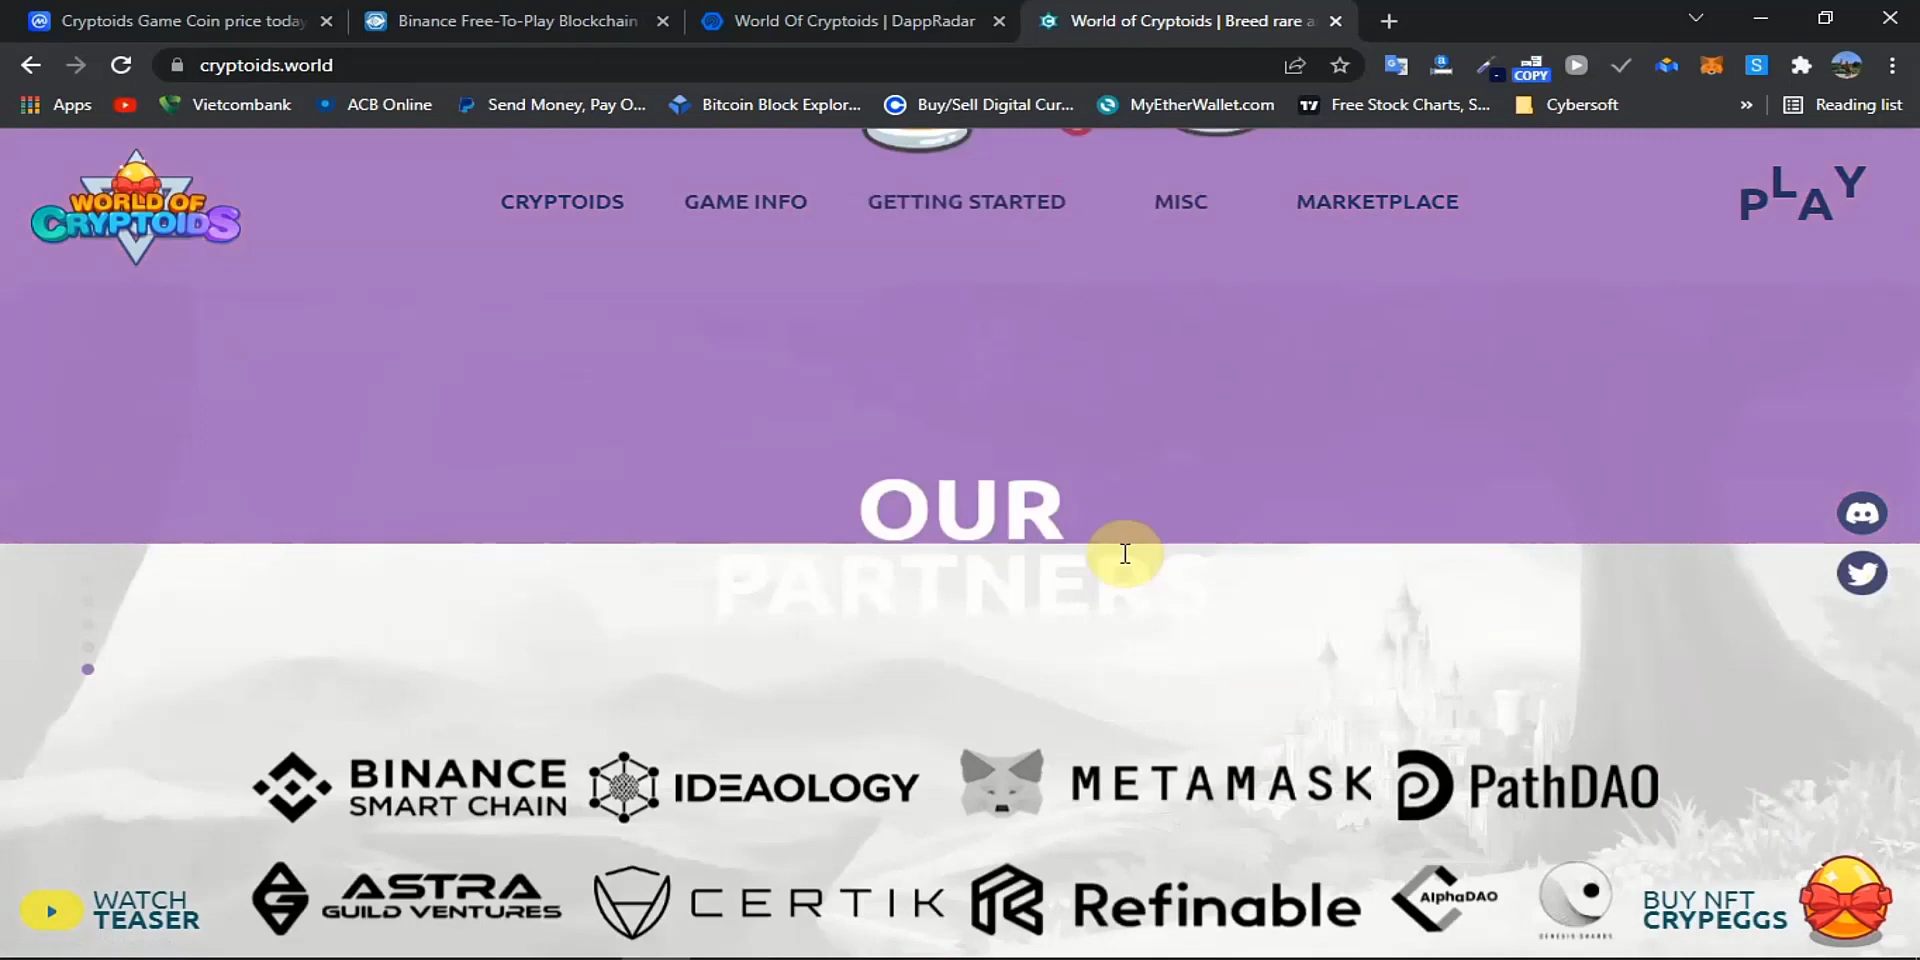 Cryptoids Game Coin price today
Binance Free-To-Play Blockchain
World Of Cryptoids | DappRadar
World of Cryptoids | Breed rare a
cryptoids.world
COPY
Apps
Vietcombank
ACB Online
Send Money, Pay O...
Bitcoin Block Explor...
Buy/Sell Digital Cur...
MyEtherWallet.com
Free Stock Charts, S...
Cybersoft
»
Reading list
WORLD OF
CRYPTOIDS
CRYPTOIDS
GAME INFO
GETTING STARTED
MISC
MARKETPLACE
PLAY
OUR
PARTNERS
BINANCE
SMART CHAIN
IDEAOLOGY
METAMASK
PathDAO
ASTRA
GUILD VENTURES
CERTIK
Refinable
AlphaDAO
GENESIS SHARDS
WATCH
TEASER
BUY NFT
CRYPEGGS